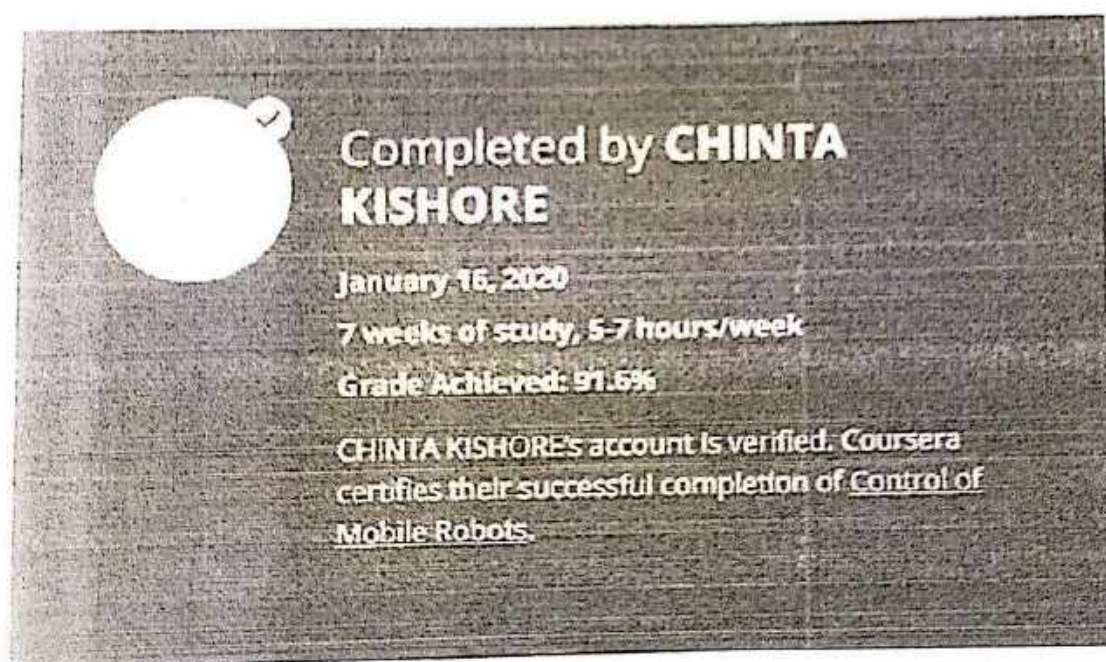 Completed by CHINTA
KISHORE
January 16, 2020
7 weeks of study, 5-7 hours/week
Grade Achieved: 91.6%
CHINTA KISHORE's account is verified. Coursera
certifies their successful completion of Control of
Mobile Robots.